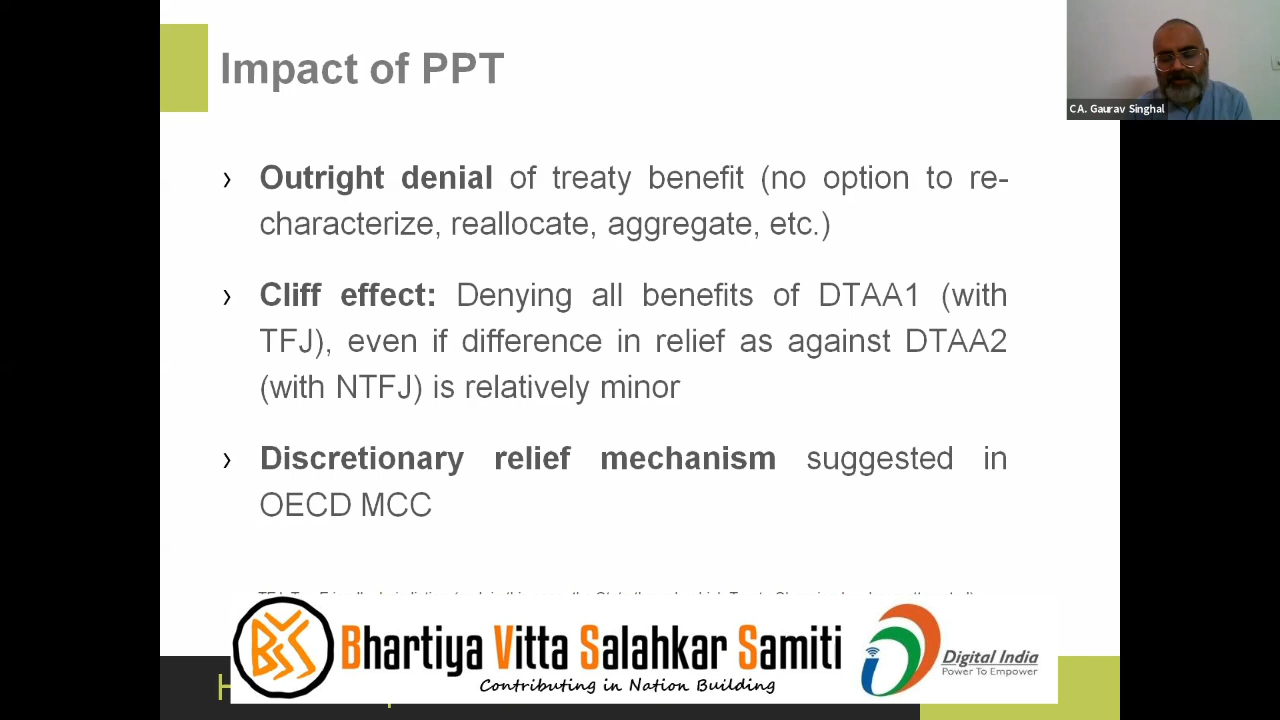 Impact of PPT
CA. Gaurav Singhal
› Outright denial of treaty benefit (no option to re-
characterize, reallocate, aggregate, etc.)
› Cliff effect: Denying all benefits of DTAA1 (with
TFJ), even if difference in relief as against DTAA2
(with NTFJ) is relatively minor
› Discretionary relief mechanism suggested in
OECD MCC
BVSS
Bhartiya Vitta Salahkar Samiti
Contributing in Nation Building
Digital India
Power To Empower